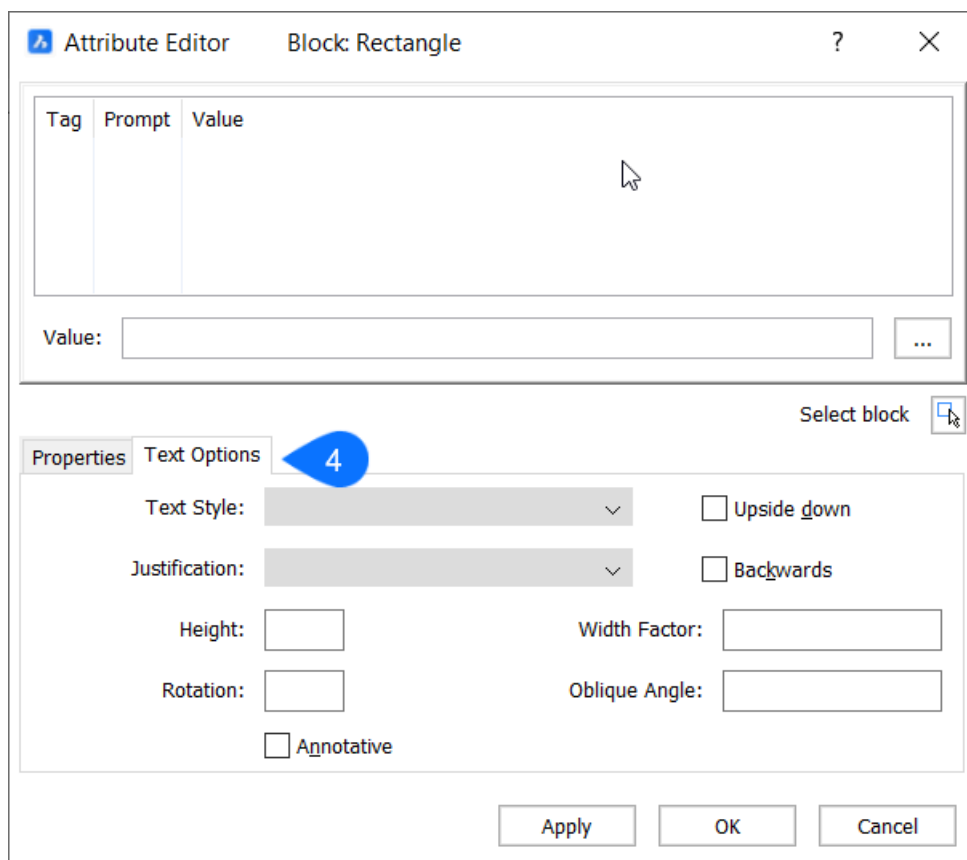 Attribute Editor Block: Rectangle ?
Tag Prompt Value
Value: ...
Select block
Properties Text Options 4
Text Style: Upside down
Justification: Backwards
Height: Width Factor:
Rotation: Oblique Angle:
Annotative
Apply OK Cancel